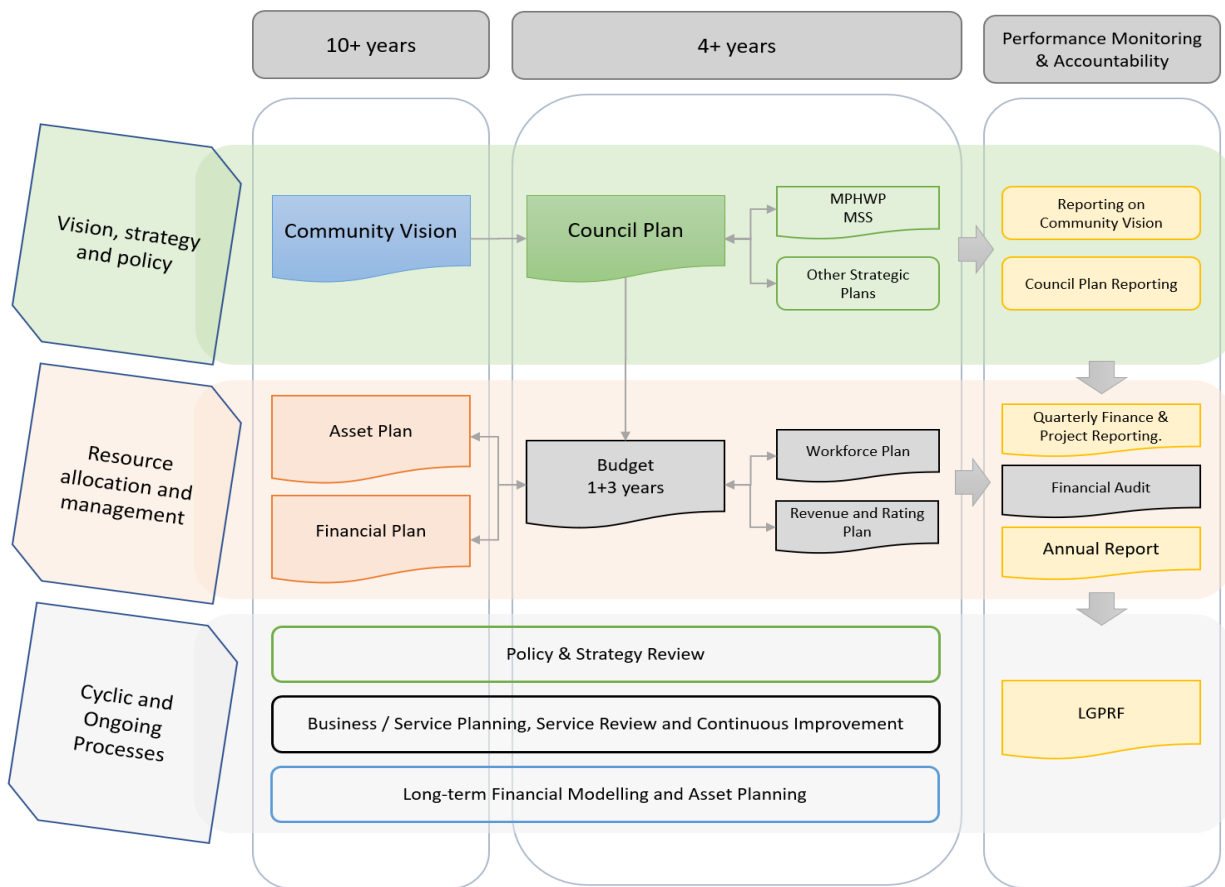 10+ years
4+ years
Performance Monitoring
& Accountability
Vision, strategy
and policy
Community Vision
Council Plan
MPHWP
MSS
Other Strategic
Plans
Reporting on
Community Vision
Council Plan Reporting
Resource
allocation and
management
Asset Plan
Financial Plan
Budget
1+3 years
Workforce Plan
Revenue and Rating
Plan
Quarterly Finance &
Project Reporting.
Financial Audit
Annual Report
Cyclic and
Ongoing
Processes
Policy & Strategy Review
Business / Service Planning, Service Review and Continuous Improvement
Long-term Financial Modelling and Asset Planning
LGPRF